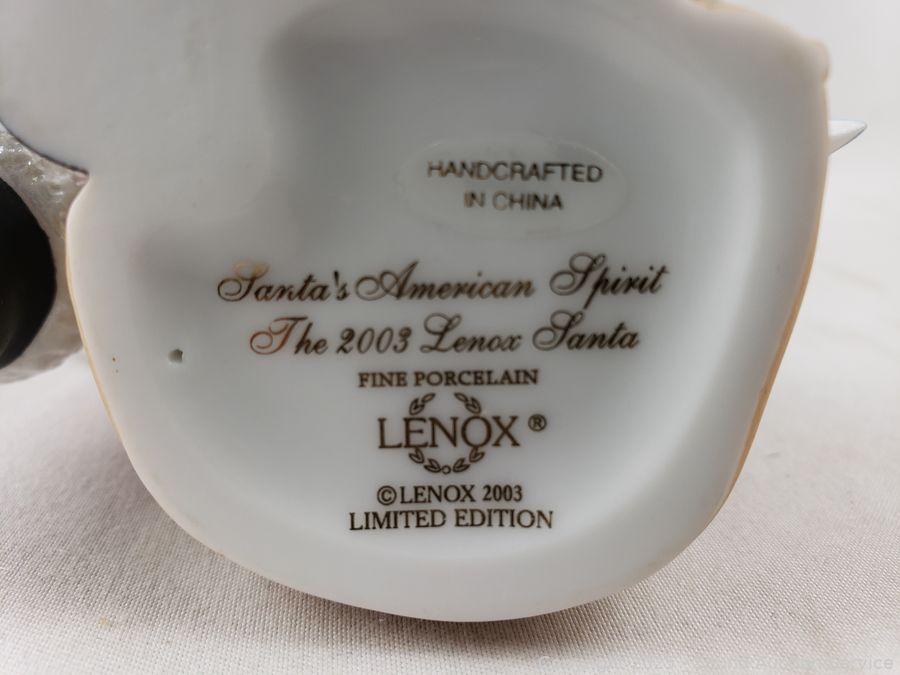 HANDCRAFTED
IN CHINA
Santa's American Spirit
The 2003 Lenox Santa
FINE PORCELAIN
LENOX ®
© LENOX 2003
LIMITED EDITION